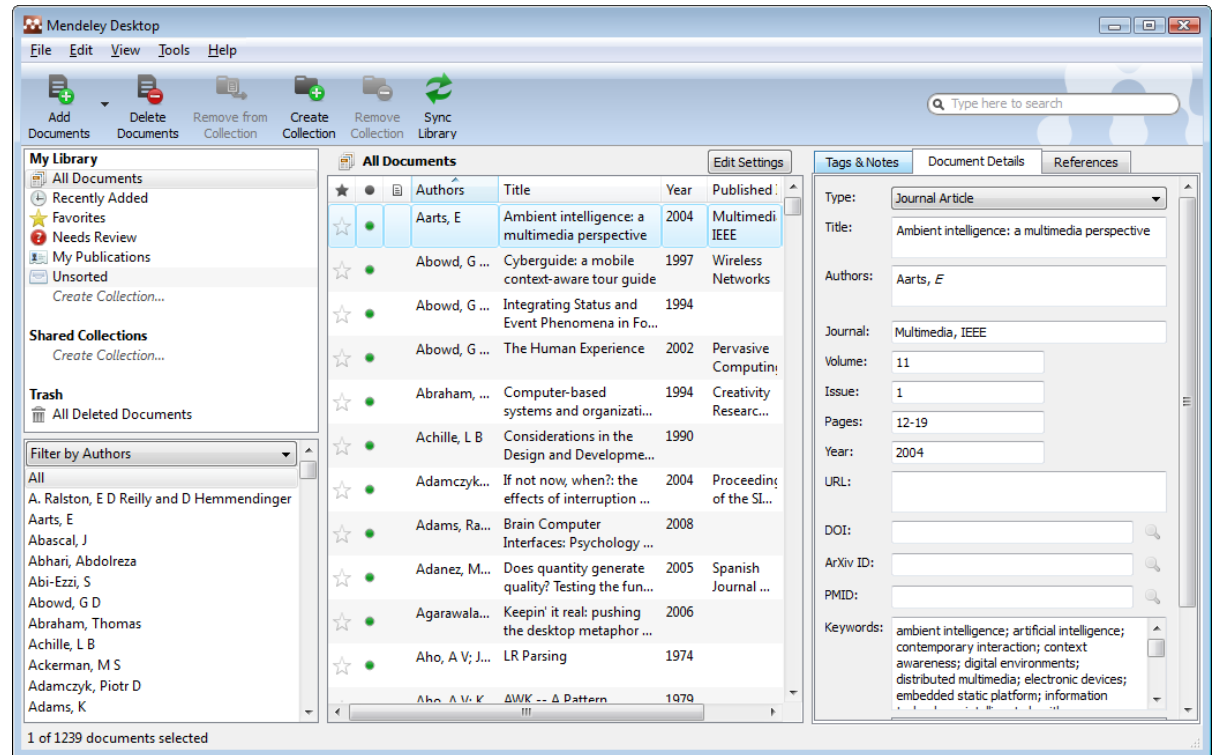 Mendeley Desktop
File Edit View Tools Help
Add Documents
Delete Documents
Remove from Collection
Create Collection
Remove Collection
Sync Library
Type here to search
My Library
All Documents
Recently Added
Favorites
Needs Review
My Publications
Unsorted
Create Collection...
Shared Collections
Create Collection...
Trash
All Deleted Documents
Filter by Authors
All
A. Ralston, E D Reilly and D Hemmendinger
Aarts, E
Abascal, J
Abhari, Abdolreza
Abi-Ezzi, S
Abowd, G D
Abraham, Thomas
Achille, L B
Ackerman, M S
Adamczyk, Piotr D
Adams, K
All Documents
Edit Settings
Authors Title Year Published
Aarts, E Ambient intelligence: a 2004 Multimedi
multimedia perspective IEEE
Abowd, G ... Cyberguide: a mobile 1997 Wireless
context-aware tour guide Networks
Abowd, G ... Integrating Status and 1994
Event Phenomena in Fo...
Abowd, G ... The Human Experience 2002 Pervasive
Computing
Abraham, ... Computer-based 1994 Creativity
systems and organizati... Researc...
Achille, L B Considerations in the 1990
Design and Developme...
Adamczyk... If not now, when?: the 2004 Proceeding
effects of interruption ... of the SI...
Adams, Ra... Brain Computer 2008
Interfaces: Psychology ...
Adanez, M... Does quantity generate 2005 Spanish
quality? Testing the fun... Journal ...
Agarawala... Keepin' it real: pushing 2006
the desktop metaphor ...
Aho, A V; J... LR Parsing 1974
Aho, A V; K AWK -- A Pattern 1979
Tags & Notes Document Details References
Type: Journal Article
Title: Ambient intelligence: a multimedia perspective
Authors: Aarts, E
Journal: Multimedia, IEEE
Volume: 11
Issue: 1
Pages: 12-19
Year: 2004
URL:
DOI:
ArXiv ID:
PMID:
Keywords: ambient intelligence; artificial intelligence;
contemporary interaction; context
awareness; digital environments;
distributed multimedia; electronic devices;
embedded static platform; information
1 of 1239 documents selected